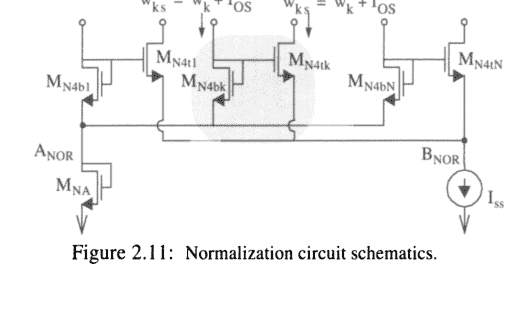 w_ks = w_k + I_OS w_ks = w_k + I_OS
M_N4b1 M_N4t1 M_N4bk M_N4tk M_N4bN M_N4tN
A_NOR B_NOR
M_NA I_ss
Figure 2.11: Normalization circuit schematics.